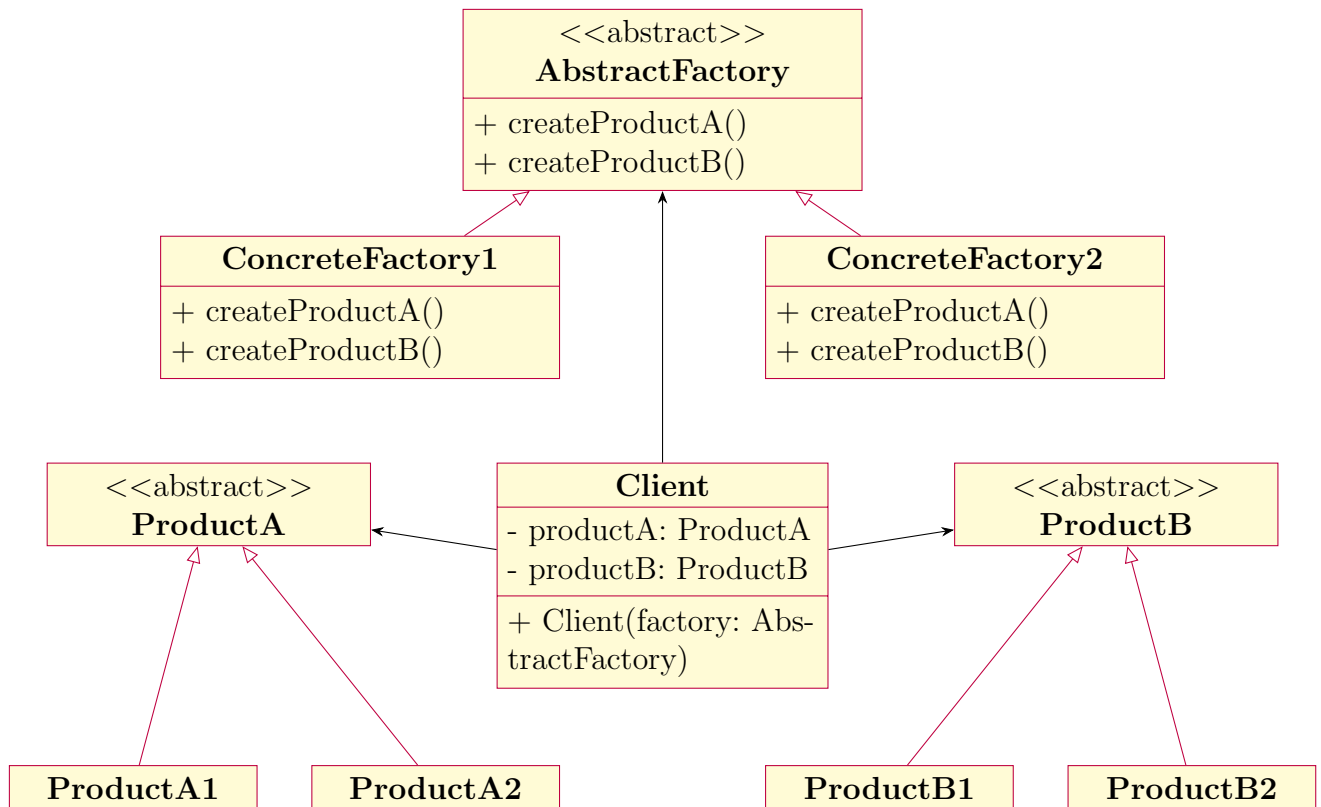 <<abstract>>
AbstractFactory
+ createProductA()
+ createProductB()
ConcreteFactory1
+ createProductA()
+ createProductB()
ConcreteFactory2
+ createProductA()
+ createProductB()
<<abstract>>
ProductA
Client
- productA: ProductA
- productB: ProductB
+ Client(factory: Abs-
tractFactory)
<<abstract>>
ProductB
ProductA1
ProductA2
ProductB1
ProductB2